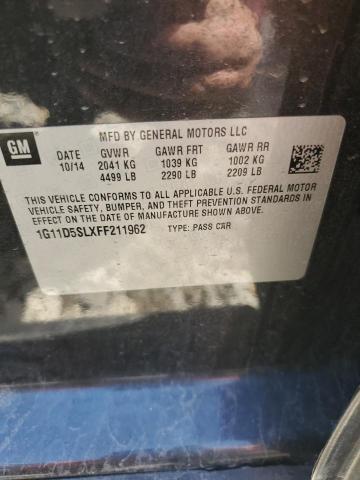 MFD BY GENERAL MOTORS LLC
GM
DATE GVWR GAWR FRT GAWR RR
10/14 2041 KG 1039 KG 1002 KG
4499 LB 2290 LB 2209 LB
THIS VEHICLE CONFORMS TO ALL APPLICABLE U.S. FEDERAL MOTOR
VEHICLE SAFETY, BUMPER, AND THEFT PREVENTION STANDARDS IN
EFFECT ON THE DATE OF MANUFACTURE SHOWN ABOVE.
1G11D5SLXFF211962 TYPE: PASS CAR